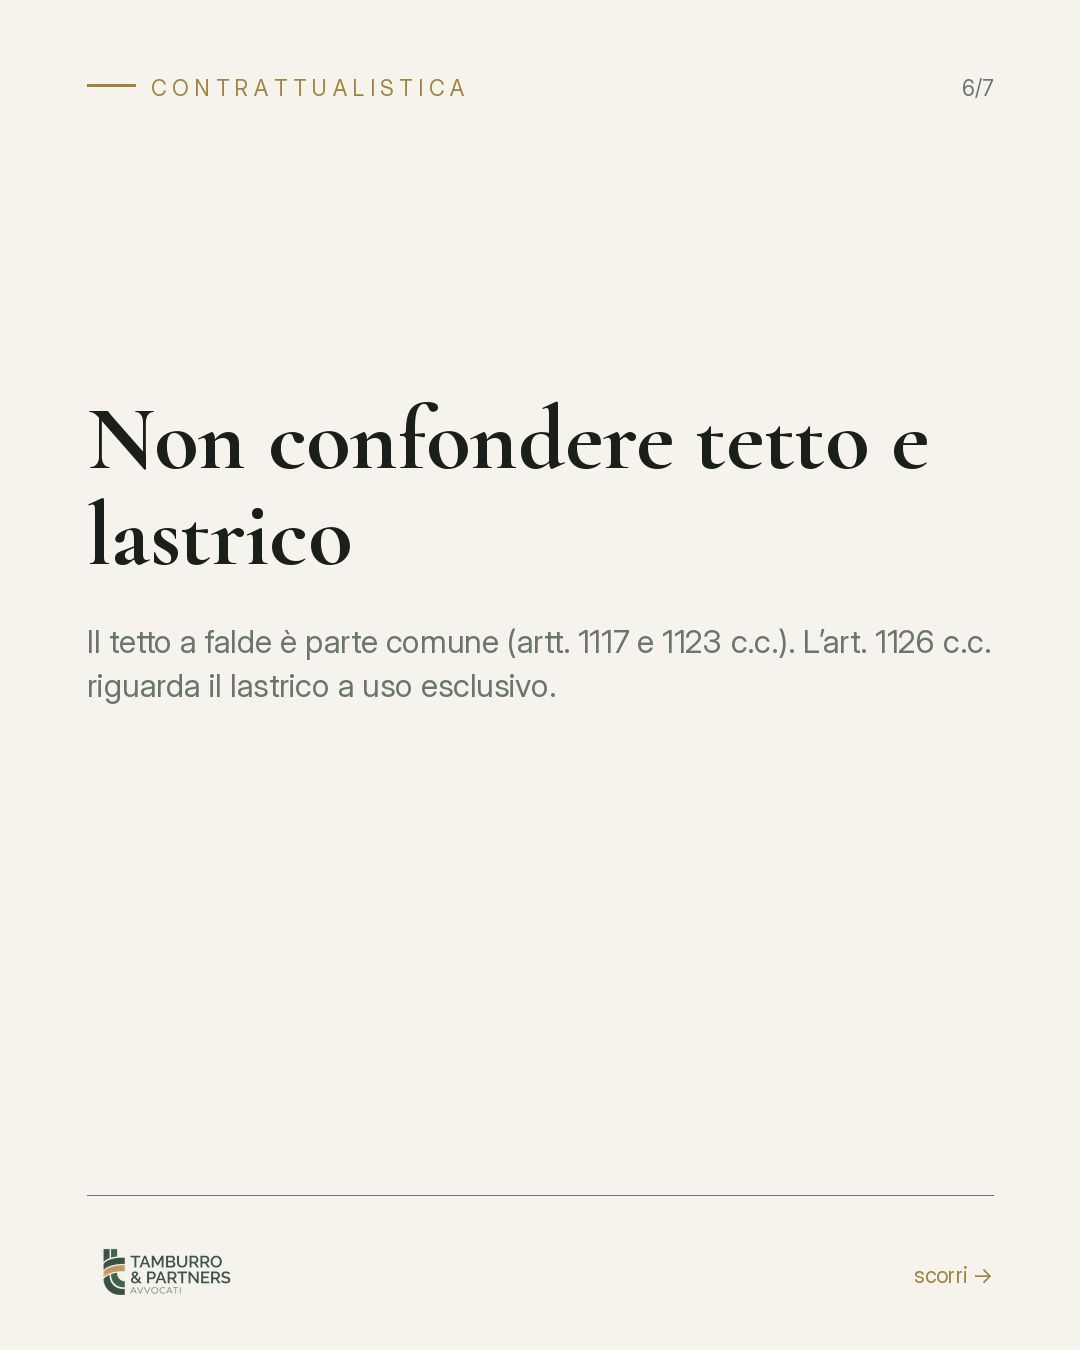 CONTRATTUALISTICA
6/7
Non confondere tetto e
lastrico
Il tetto a falde è parte comune (artt. 1117 e 1123 c.c.). L’art. 1126 c.c.
riguarda il lastrico a uso esclusivo.
TAMBURRO
& PARTNERS
AVVOCATI
scorri →